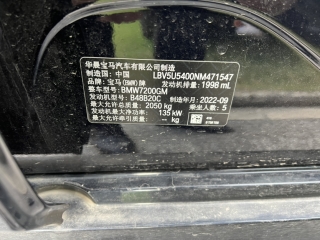 华晨宝马汽车有限公司制造
制造国：中国 LBV5U5400NM471547
品牌：宝马(BMW)牌 发动机排量：1998 mL
整车型号：BMW7200GM
发动机型号：B48B20C 制造年月：2022-09
最大允许总质量：2050 kg 乘坐人数：5
发动机最大净功率：135 kW
最大允许牵引质量：-- kg